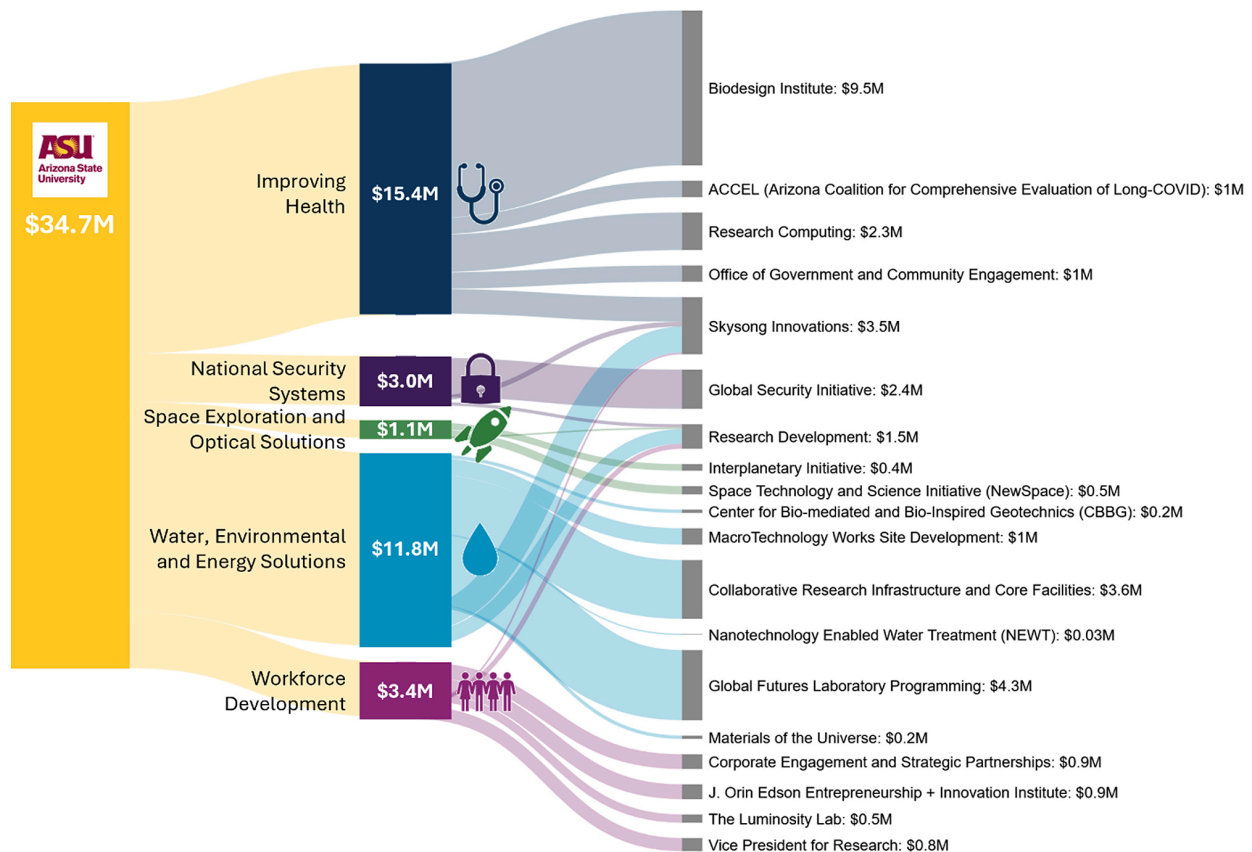 ASU
Arizona State
University
$34.7M
Improving
Health
$15.4M
National Security
Systems
$3.0M
Space Exploration and
Optical Solutions
$1.1M
Water, Environmental
and Energy Solutions
$11.8M
Workforce
Development
$3.4M
Biodesign Institute: $9.5M
ACCEL (Arizona Coalition for Comprehensive Evaluation of Long-COVID): $1M
Research Computing: $2.3M
Office of Government and Community Engagement: $1M
Skysong Innovations: $3.5M
Global Security Initiative: $2.4M
Research Development: $1.5M
Interplanetary Initiative: $0.4M
Space Technology and Science Initiative (NewSpace): $0.5M
Center for Bio-mediated and Bio-Inspired Geotechnics (CBBG): $0.2M
MacroTechnology Works Site Development: $1M
Collaborative Research Infrastructure and Core Facilities: $3.6M
Nanotechnology Enabled Water Treatment (NEWT): $0.03M
Global Futures Laboratory Programming: $4.3M
Materials of the Universe: $0.2M
Corporate Engagement and Strategic Partnerships: $0.9M
J. Orin Edson Entrepreneurship + Innovation Institute: $0.9M
The Luminosity Lab: $0.5M
Vice President for Research: $0.8M